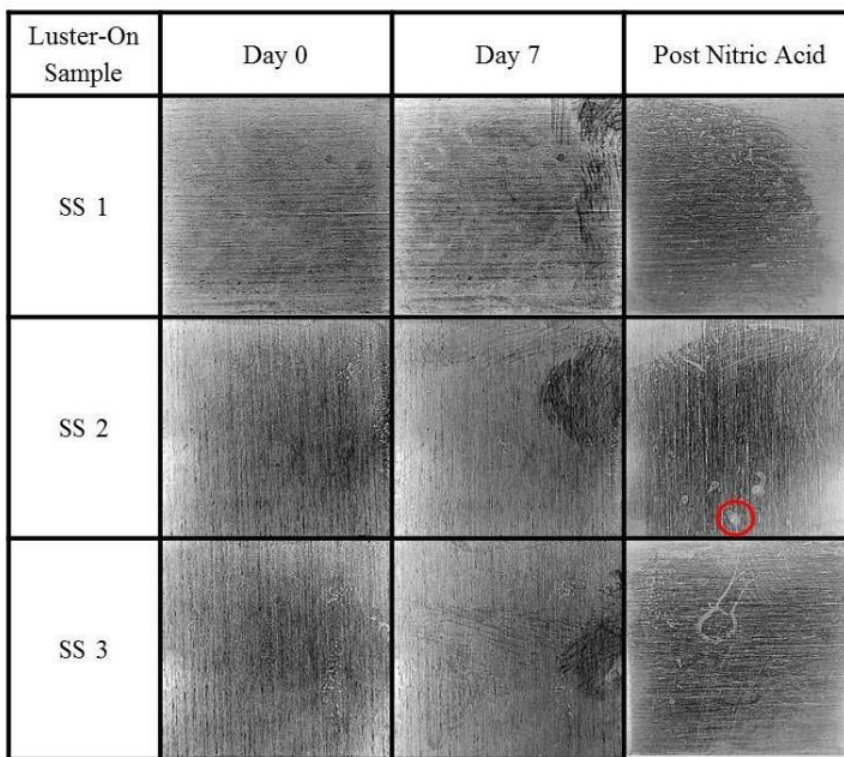 Luster-On
Sample
Day 0
Day 7
Post Nitric Acid
SS 1
SS 2
SS 3